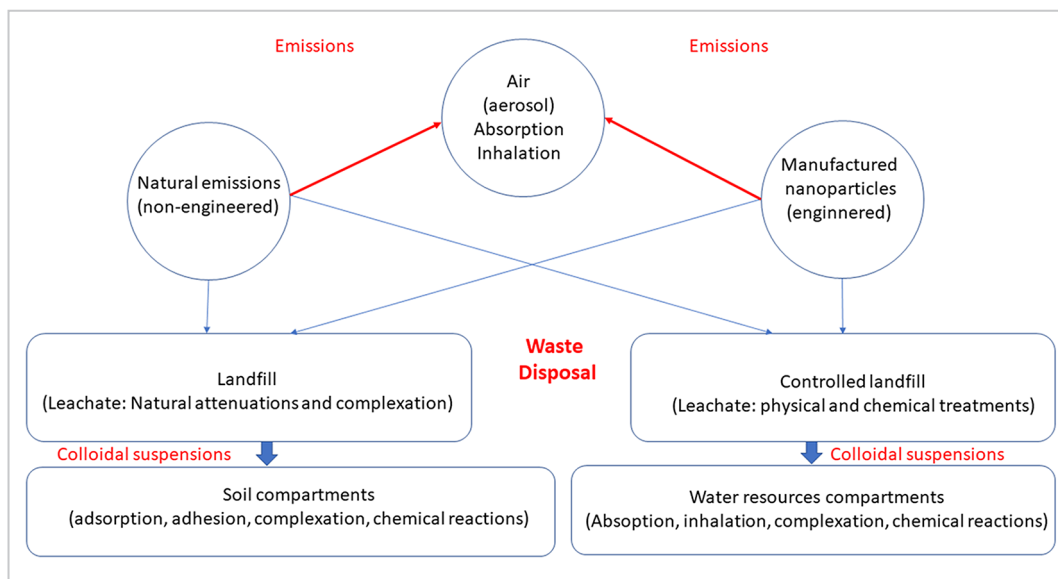 Emissions
Emissions
Air
(aerosol)
Absorption
Inhalation
Natural emissions
(non-engineered)
Manufactured
nanoparticles
(enginnered)
Waste
Disposal
Landfill
(Leachate: Natural attenuations and complexation)
Controlled landfill
(Leachate: physical and chemical treatments)
Colloidal suspensions
Colloidal suspensions
Soil compartments
(adsorption, adhesion, complexation, chemical reactions)
Water resources compartments
(Absoption, inhalation, complexation, chemical reactions)